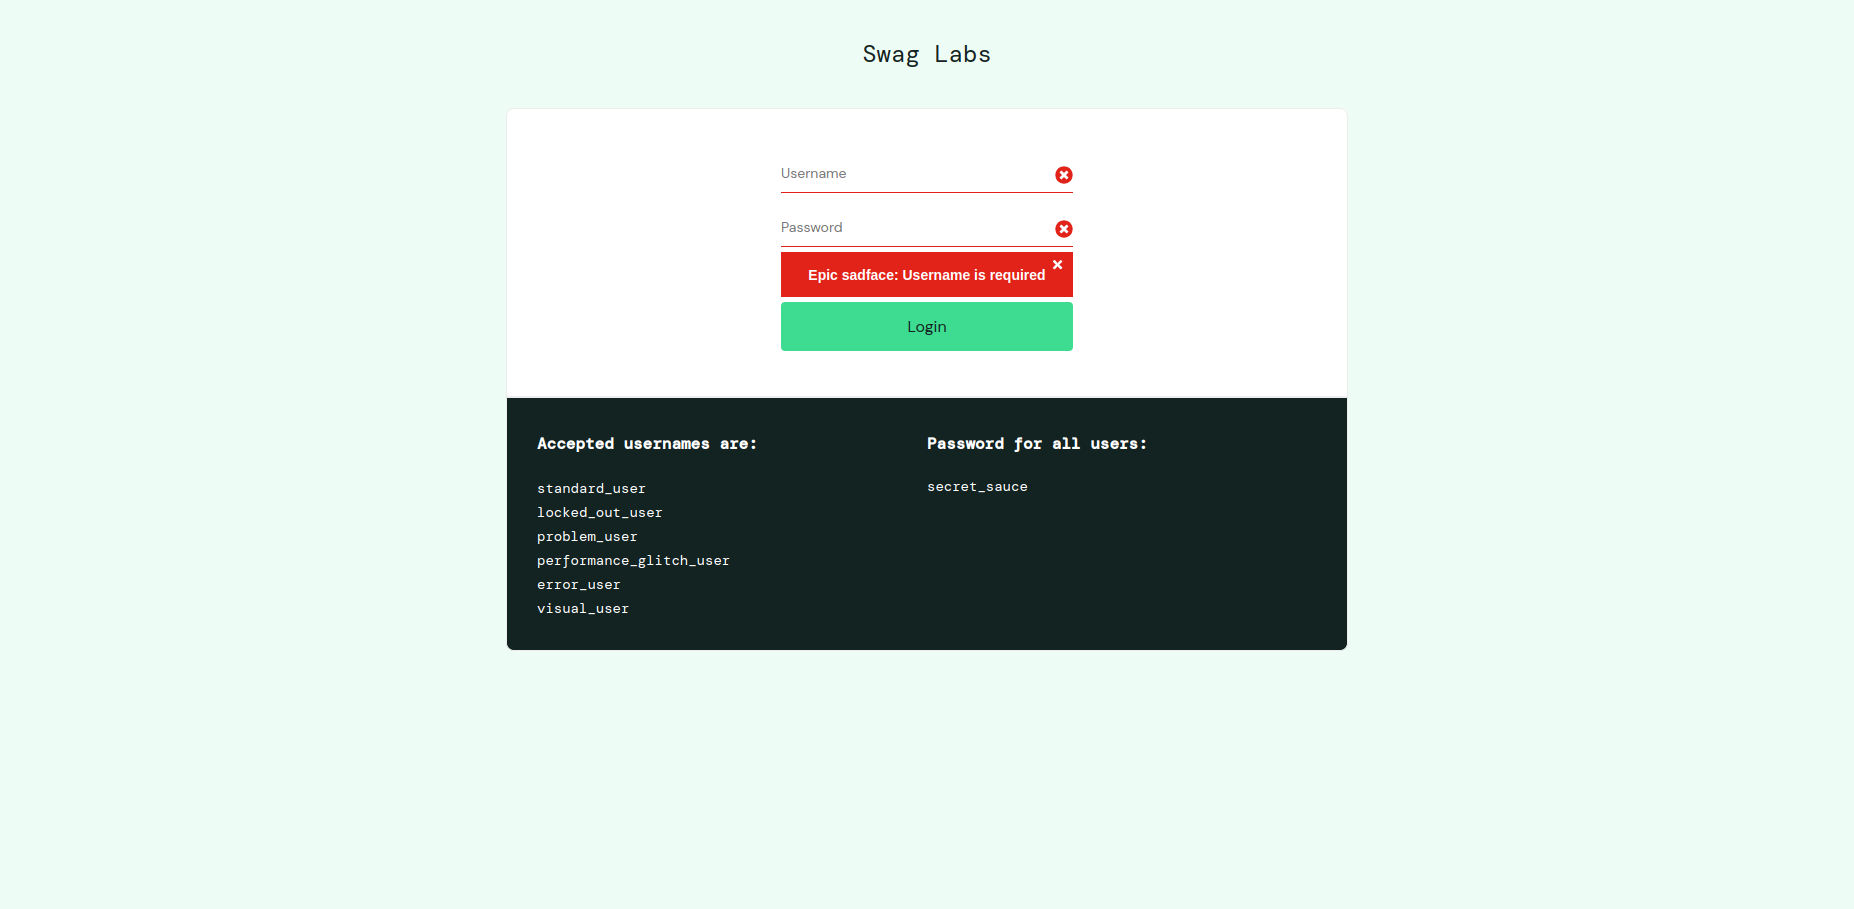 Swag Labs
Username
Password
Epic sadface: Username is required
Login
Accepted usernames are:
standard_user
locked_out_user
problem_user
performance_glitch_user
error_user
visual_user
Password for all users:
secret_sauce